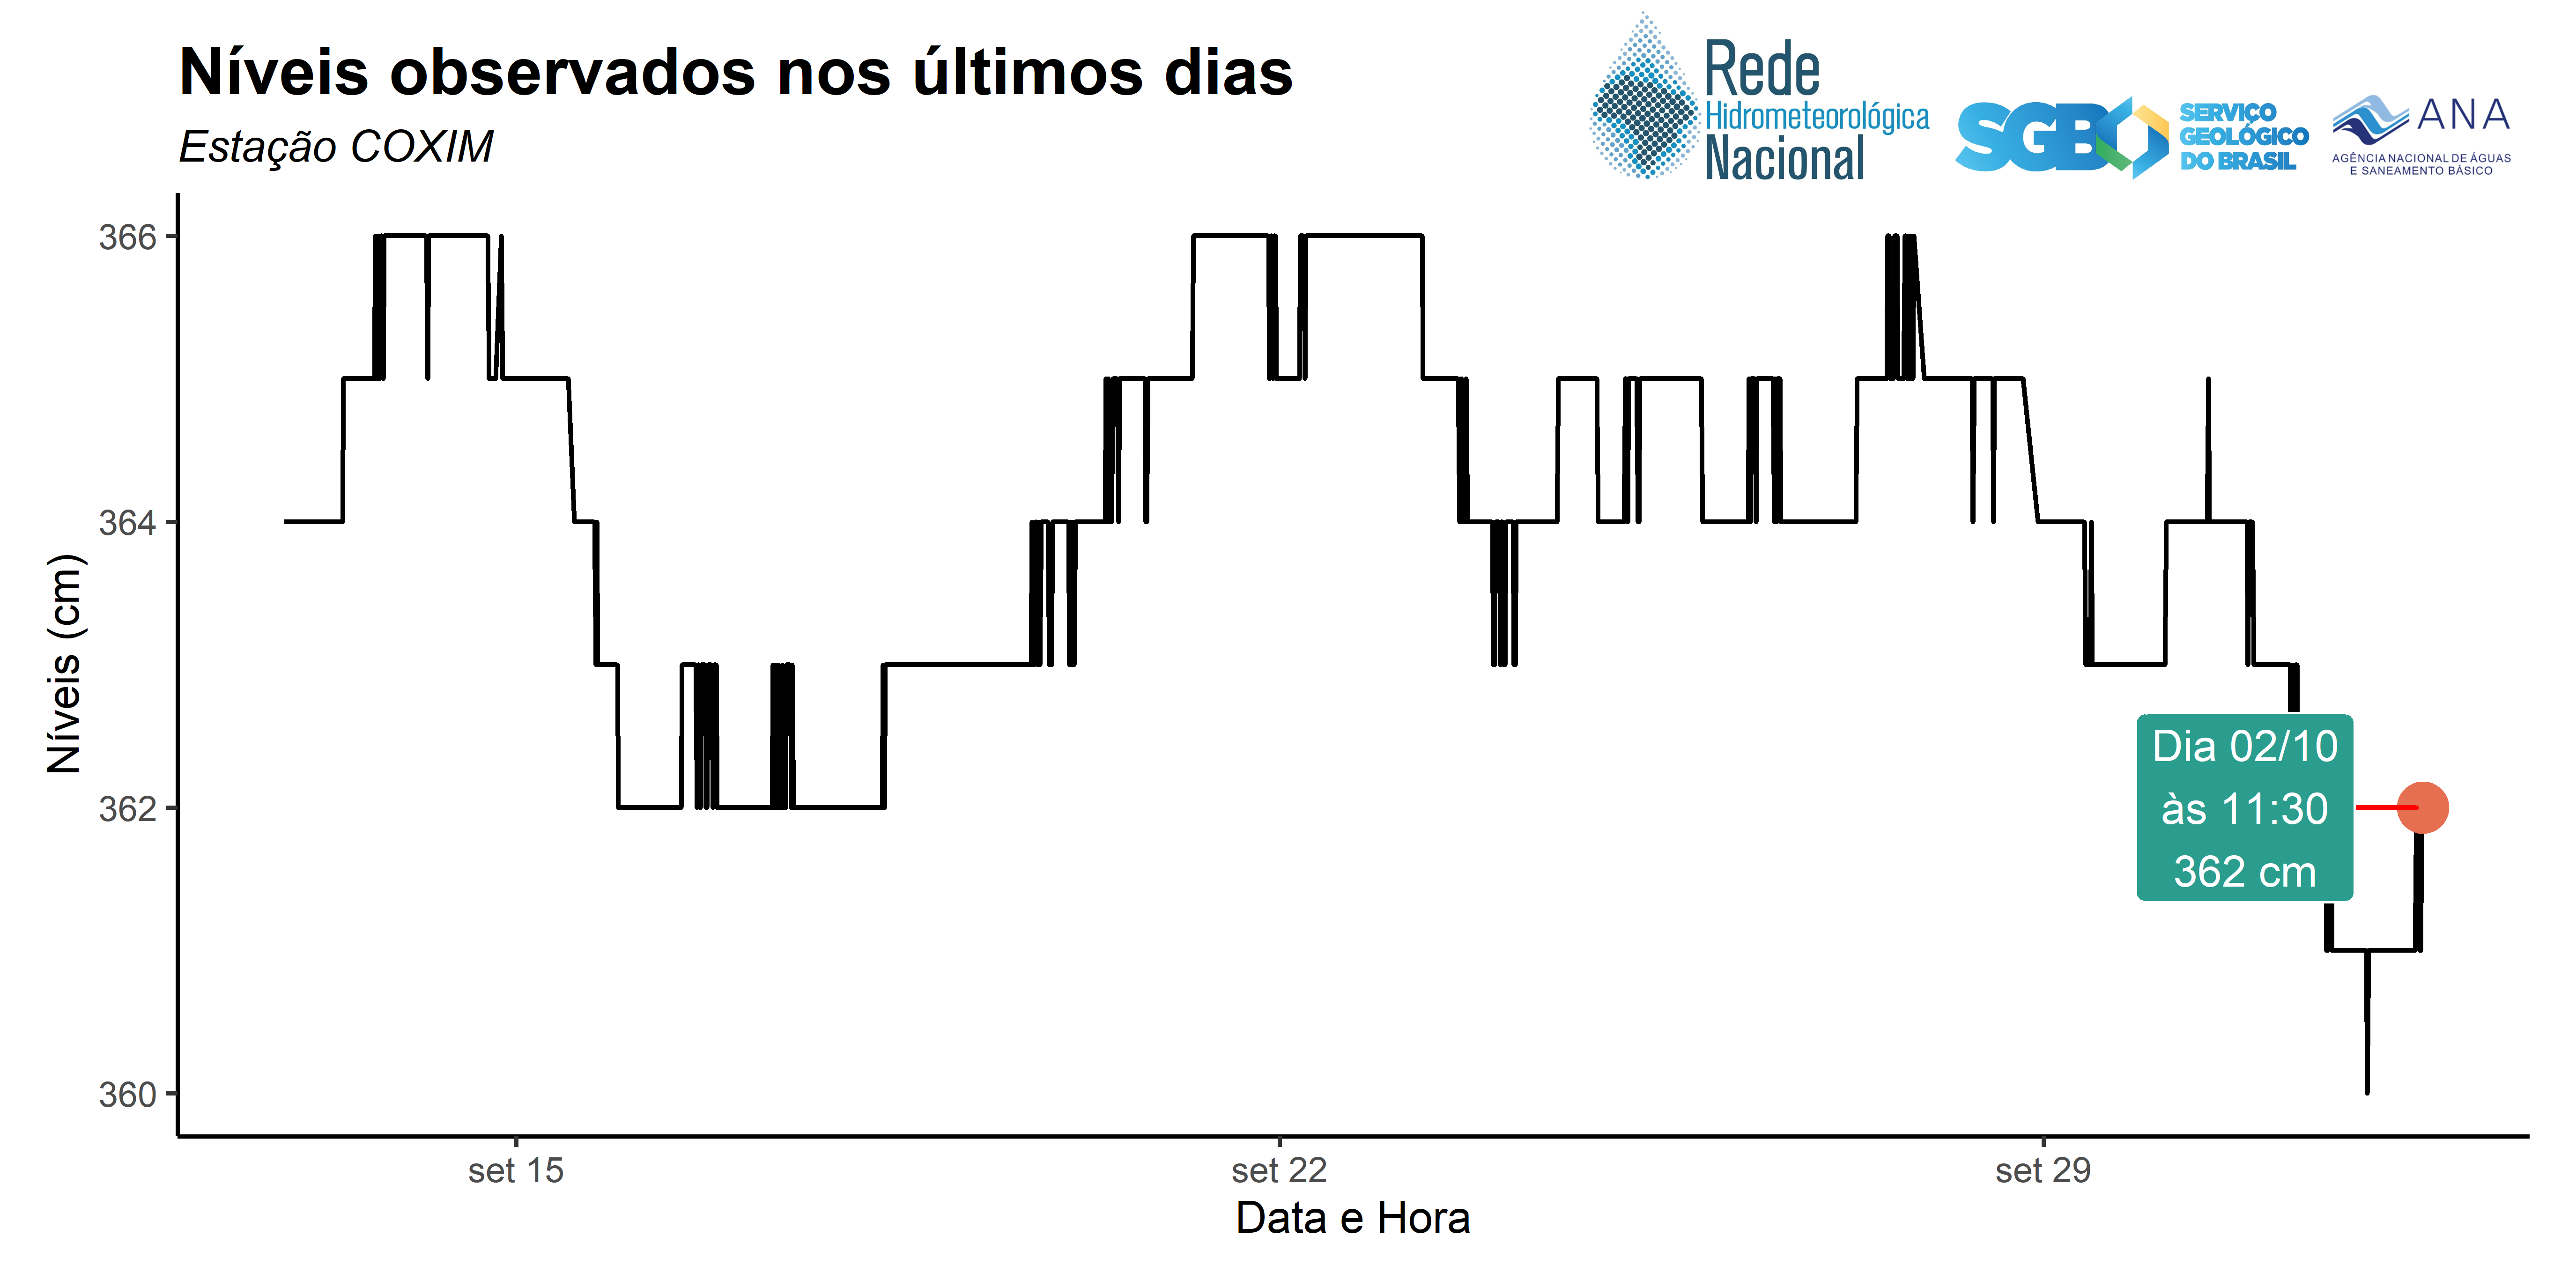 Níveis observados nos últimos dias
Estação COXIM
Rede
Hidrometeorológica
Nacional
SGB
SERVIÇO
GEOLÓGICO
DO BRASIL
ANA
AGÊNCIA NACIONAL DE ÁGUAS
E SANEAMENTO BÁSICO
366
364
362
360
Níveis (cm)
Dia 02/10
às 11:30
362 cm
set 15
set 22
set 29
Data e Hora